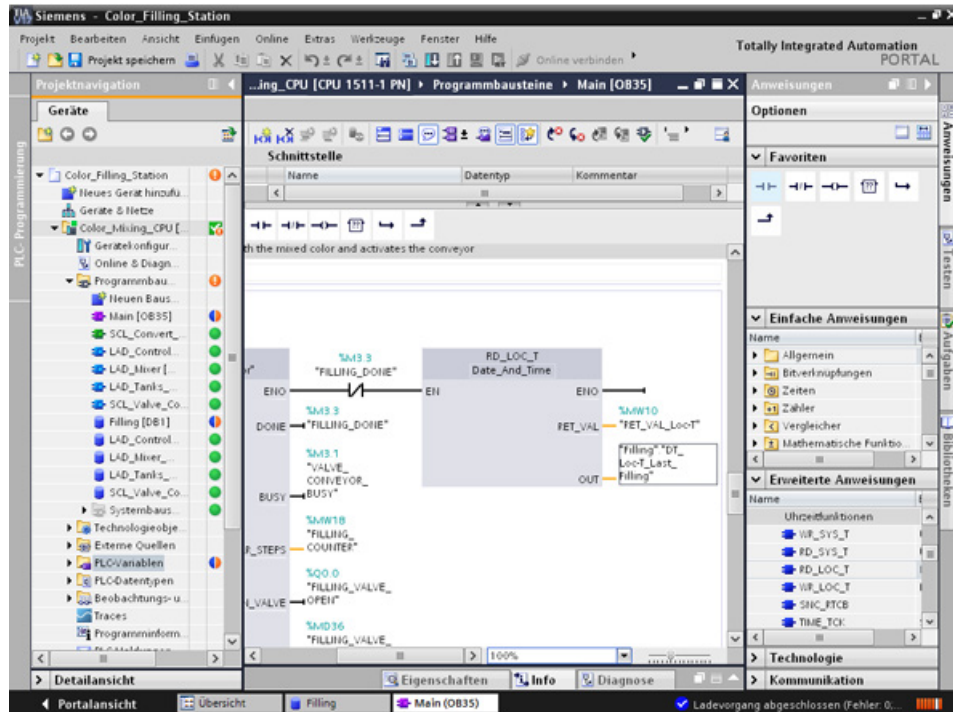 Siemens - Color_Filling_Station
Projekt Bearbeiten Ansicht Einfügen Online Extras Werkzeuge Fenster Hilfe
Totally Integrated Automation
PORTAL
Projekt speichern
Online verbinden
Projektnavigation
...ing_CPU [CPU 1511-1 PN] Programmbausteine Main [OB35]
Anweisungen
Geräte
Optionen
PLC-Programmierung
Color_Filling_Station
Neues Gerät hinzufü...
Geräte & Netze
Color_Mixing_CPU [...
Gerätekonfigur...
Online & Diagn...
Programmbau...
Neuen Baus...
Main [OB35]
SCL_Convert_...
LAD_Control...
LAD_Mixer [...
LAD_Tanks_...
SCL_Valve_Co...
Filling [DB1]
LAD_Control...
LAD_Mixer_...
LAD_Tanks_...
SCL_Valve_Co...
Systembaus...
Technologieobje...
Externe Quellen
PLC-Variablen
PLC-Datentypen
Beobachtungs- u...
Traces
Programminform...
Detailansicht
Schnittstelle
Name Datentyp Kommentar
th the mixed color and activates the conveyor
%M3.3
"FILLING_DONE"
RD_LOC_T
Date_And_Time
ENO
EN
ENO
%M3.3
DONE "FILLING_DONE"
%MW10
RET_VAL "RET_VAL_Loc-T"
%M3.1
"VALVE_
CONVEYOR_
BUSY BUSY"
"Filling"."DT_
Loc-T_Last_
OUT Filling"
%MW18
"FILLING_
R_STEPS COUNTER"
%Q0.0
"FILLING_VALVE_
N_VALVE OPEN"
%MD36
"FILLING_VALVE_
100%
Eigenschaften Info Diagnose
Favoriten
Einfache Anweisungen
Name
Allgemein
Bitverknüpfungen
Zeiten
Zähler
Vergleicher
Mathematische Funktio...
Erweiterte Anweisungen
Name
Uhrzeitfunktionen
WR_SYS_T
RD_SYS_T
RD_LOC_T
WR_LOC_T
SNC_RTCB
TIME_TCK
Technologie
Kommunikation
Anweisungen
Testen
Aufgaben
Bibliotheken
Portalansicht Übersicht Filling Main (OB35)
Ladevorgang abgeschlossen (Fehler: 0;...